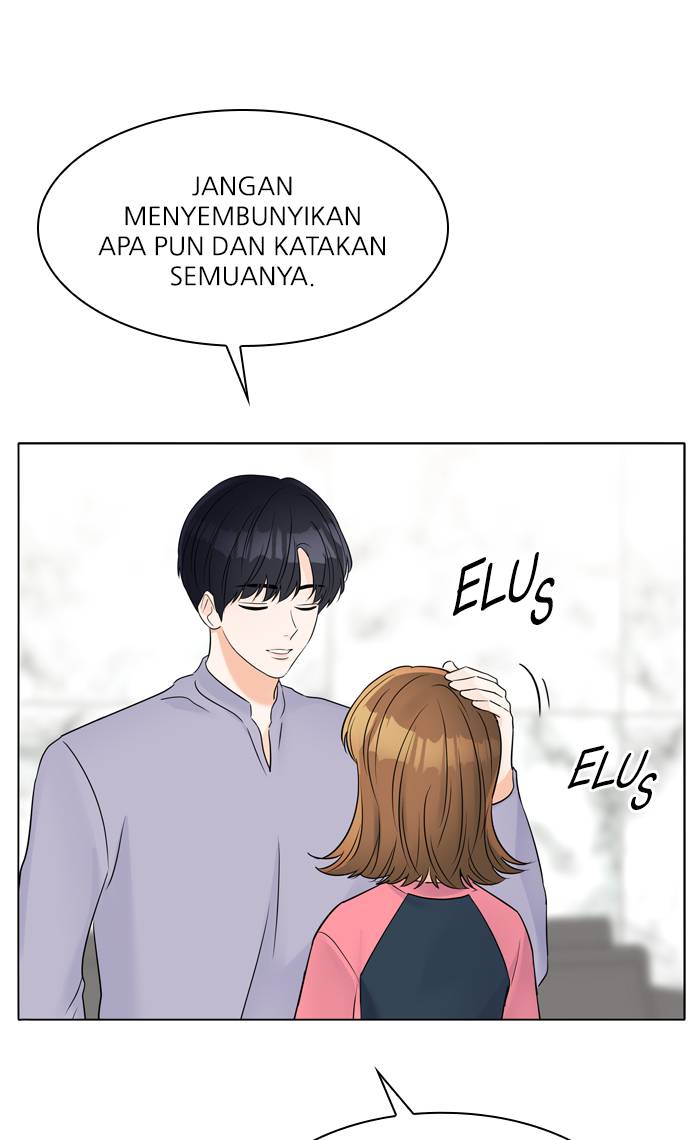 JANGAN
MENYEMBUNYIKAN
APA PUN DAN KATAKAN
SEMUANYA.
ELUS
ELUS